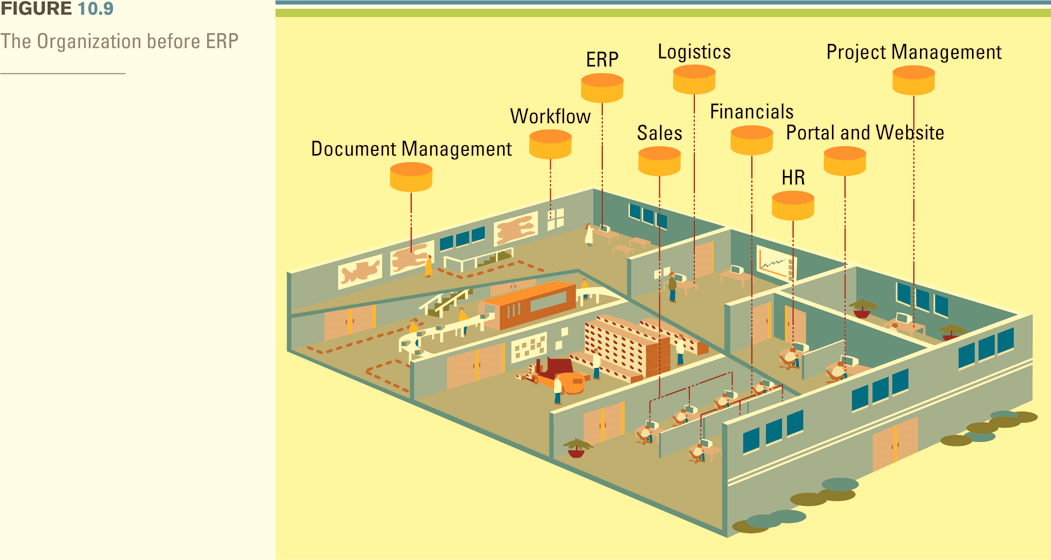 FIGURE 10.9
The Organization before ERP
ERP
Logistics
Project Management
Workflow
Financials
Document Management
Sales
Portal and Website
HR